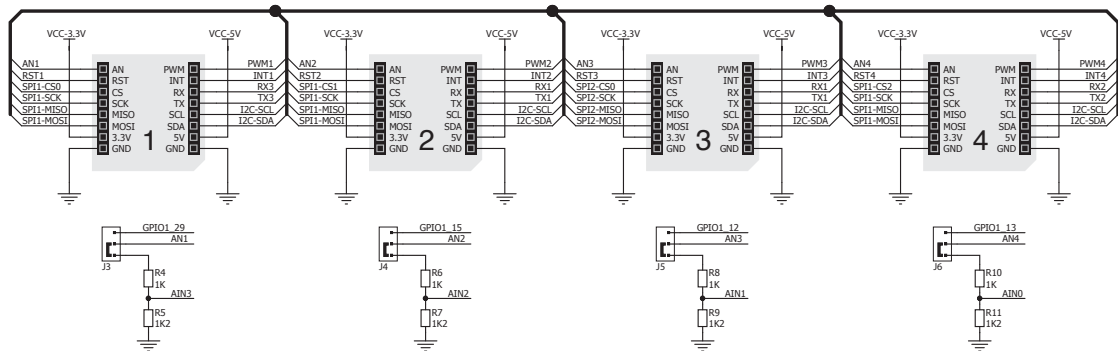 VCC-3.3V VCC-5V VCC-3.3V VCC-5V VCC-3.3V VCC-5V VCC-3.3V VCC-5V
AN1 AN PWM PWM1 AN2 AN PWM PWM2 AN3 AN PWM PWM3 AN4 AN PWM PWM4
RST1 RST INT INT1 RST2 RST INT INT2 RST3 RST INT INT3 RST4 RST INT INT4
SPI1-CS0 CS RX RX3 SPI1-CS1 CS RX RX1 SPI2-CS0 CS RX RX1 SPI1-CS2 CS RX RX2
SPI1-SCK SCK TX TX3 SPI1-SCK SCK TX TX1 SPI2-SCK SCK TX TX1 SPI1-SCK SCK TX TX2
SPI1-MISO MISO SCL I2C-SCL SPI1-MISO MISO SCL I2C-SCL SPI2-MISO MISO SCL I2C-SCL SPI1-MISO MISO SCL I2C-SCL
SPI1-MOSI MOSI SDA I2C-SDA SPI1-MOSI MOSI SDA I2C-SDA SPI2-MOSI MOSI SDA I2C-SDA SPI1-MOSI MOSI SDA I2C-SDA
3.3V 1 5V 3.3V 2 5V 3.3V 3 5V 3.3V 4 5V
GND GND GND GND GND GND GND GND
GPIO1_29 GPIO1_15 GPIO1_12 GPIO1_13
AN1 AN2 AN3 AN4
J3 J4 J5 J6
R4 R6 R8 R10
1K 1K 1K 1K
AIN3 AIN2 AIN1 AIN0
R5 R7 R9 R11
1K2 1K2 1K2 1K2